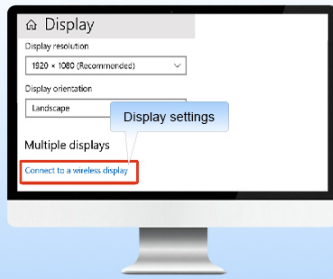 Display
Display resolution
1920 × 1080 (Recommended)
Display orientation
Landscape
Display settings
Multiple displays
Connect to a wireless display